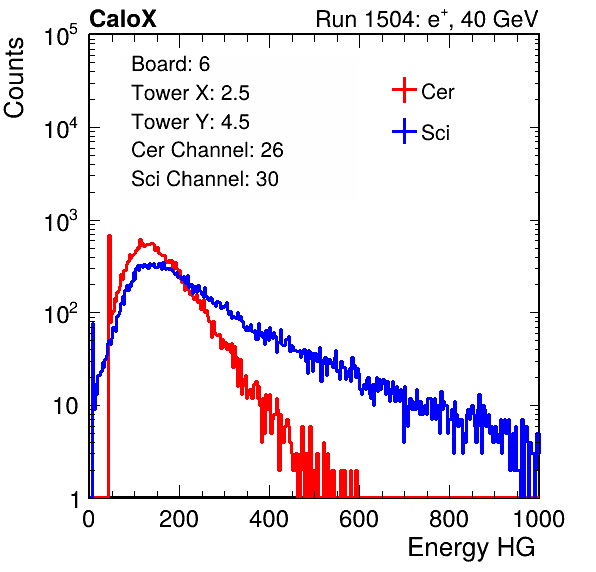 CaloX Run 1504: e⁺, 40 GeV
Counts
10⁵
10⁴
10³
10²
10
1
Board: 6
Tower X: 2.5
Tower Y: 4.5
Cer Channel: 26
Sci Channel: 30
Cer
Sci
0 200 400 600 800 1000
Energy HG